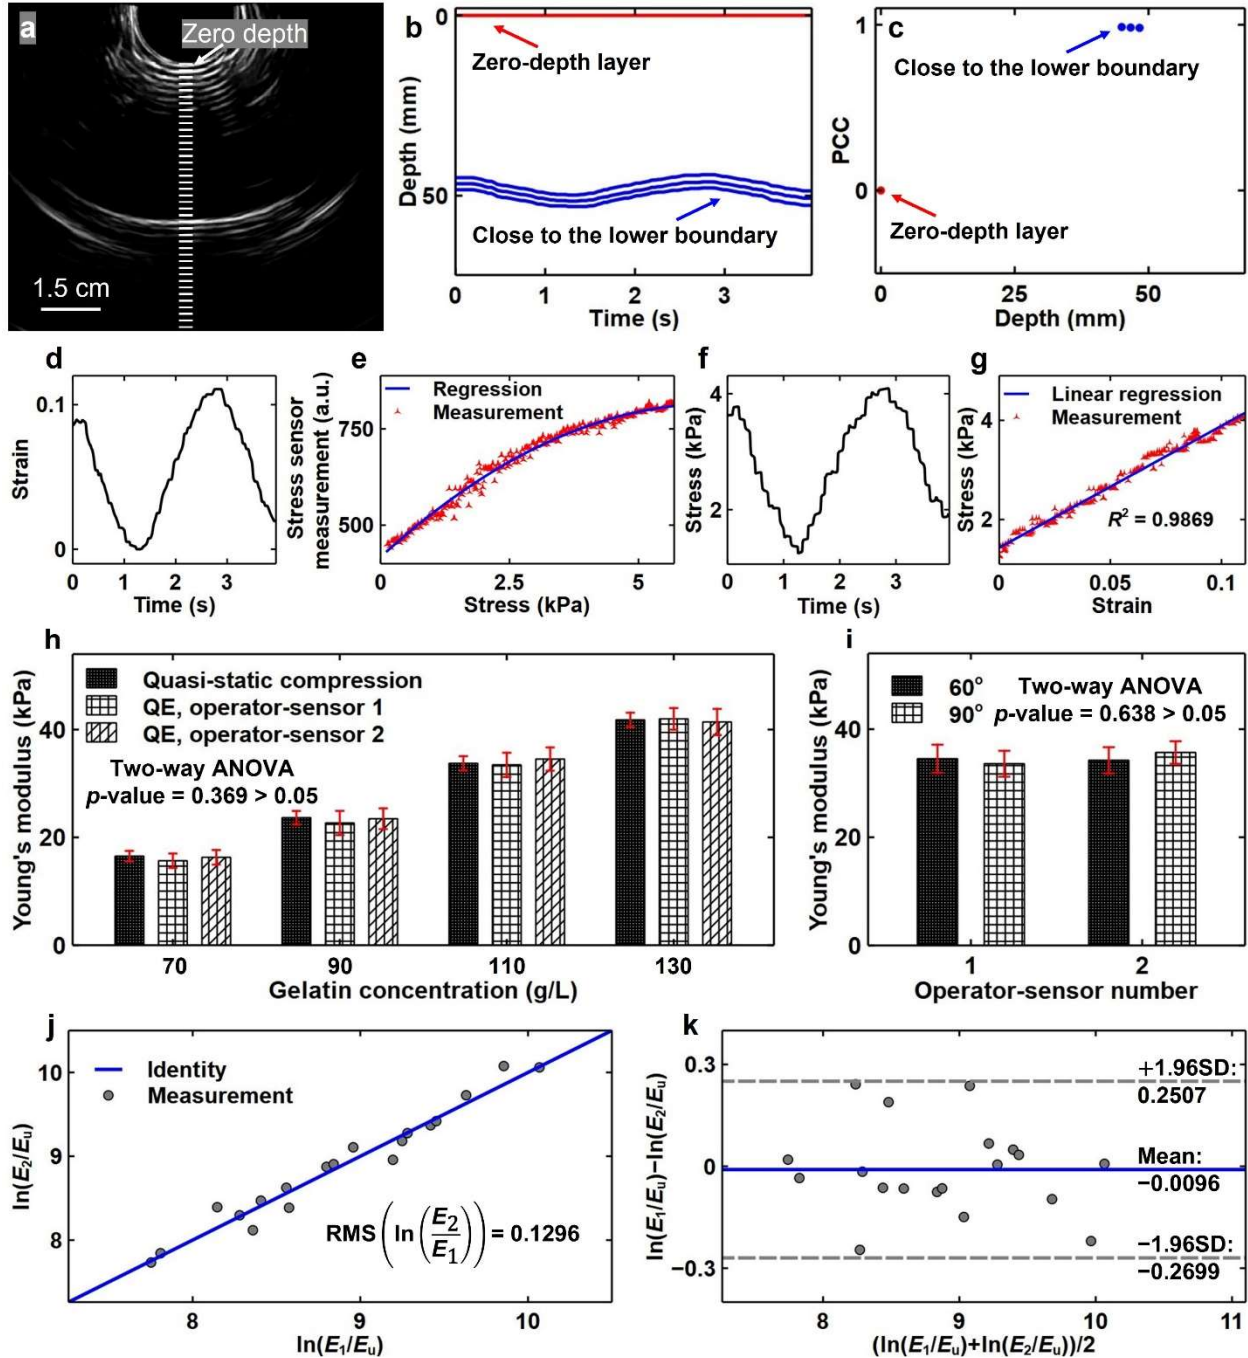 a
Zero depth
1.5 cm
b
0
50
Depth (mm)
Zero-depth layer
Close to the lower boundary
0 1 2 3
Time (s)
c
1
0
PCC
Close to the lower boundary
Zero-depth layer
0 25 50
Depth (mm)
d
0.1
0
Strain
0 1 2 3
Time (s)
e
Stress sensor
measurement (a.u.)
750
500
Regression
Measurement
0 2.5 5
Stress (kPa)
f
4
2
Stress (kPa)
0 1 2 3
Time (s)
g
4
2
Stress (kPa)
Linear regression
Measurement
R² = 0.9869
0 0.05 0.1
Strain
h
Young's modulus (kPa)
40
20
0
Quasi-static compression
QE, operator-sensor 1
QE, operator-sensor 2
Two-way ANOVA
p-value = 0.369 > 0.05
70 90 110 130
Gelatin concentration (g/L)
i
Young's modulus (kPa)
40
20
0
60° Two-way ANOVA
90° p-value = 0.638 > 0.05
1 2
Operator-sensor number
j
ln(E₂/Eᵤ)
10
9
8
Identity
Measurement
RMS(ln(E₂/E₁)) = 0.1296
8 9 10
ln(E₁/Eᵤ)
k
ln(E₁/Eᵤ)−ln(E₂/Eᵤ)
0.3
0
−0.3
+1.96SD:
0.2507
Mean:
−0.0096
−1.96SD:
−0.2699
8 9 10 11
(ln(E₁/Eᵤ)+ln(E₂/Eᵤ))/2